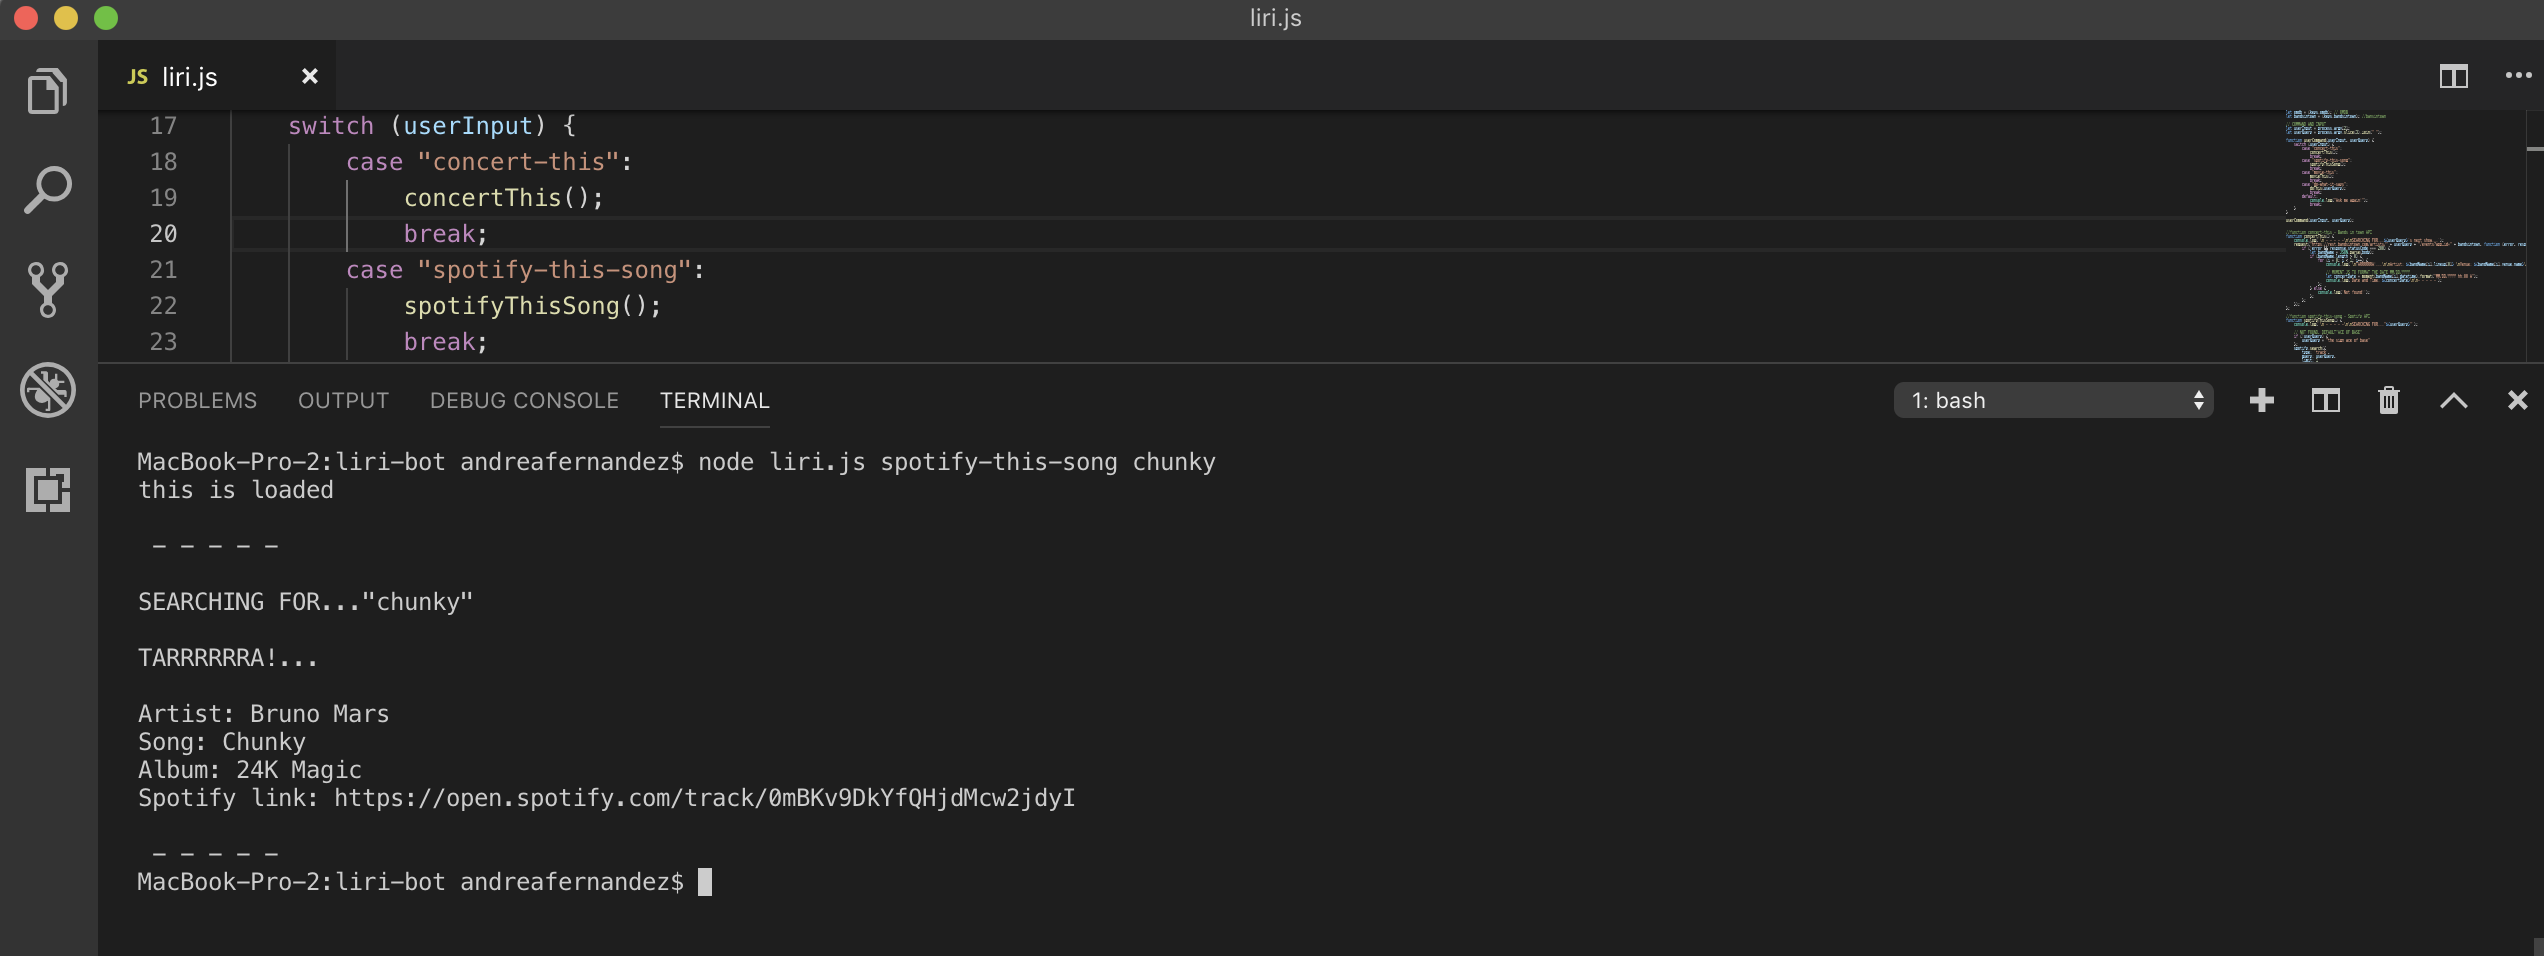 liri.js
JS liri.js
17 switch (userInput) {
18 case "concert-this":
19 concertThis();
20 break;
21 case "spotify-this-song":
22 spotifyThisSong();
23 break;
PROBLEMS OUTPUT DEBUG CONSOLE TERMINAL 1: bash
MacBook-Pro-2:liri-bot andreafernandez$ node liri.js spotify-this-song chunky
this is loaded
- - - - -
SEARCHING FOR..."chunky"
TARRRRRRA!...
Artist: Bruno Mars
Song: Chunky
Album: 24K Magic
Spotify link: https://open.spotify.com/track/0mBKv9DkYfQHjdMcw2jdyI
- - - - -
MacBook-Pro-2:liri-bot andreafernandez$